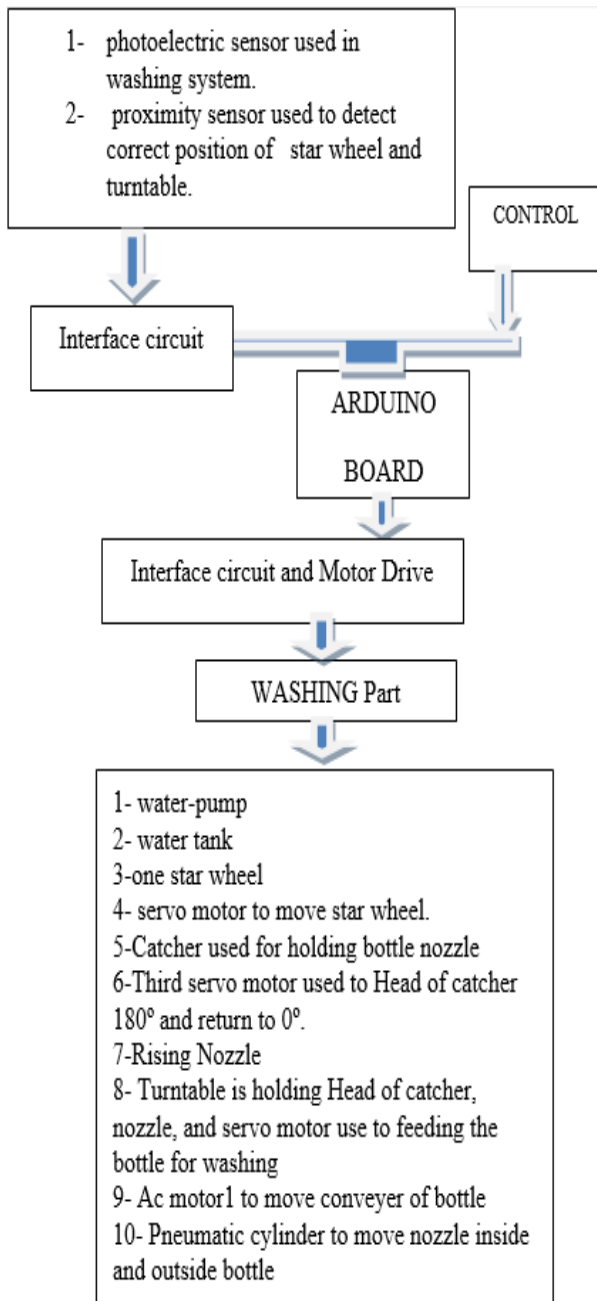 1- photoelectric sensor used in
washing system.
2- proximity sensor used to detect
correct position of star wheel and
turntable.
CONTROL
Interface circuit
ARDUINO
BOARD
Interface circuit and Motor Drive
WASHING Part
1- water-pump
2- water tank
3-one star wheel
4- servo motor to move star wheel.
5-Catcher used for holding bottle nozzle
6-Third servo motor used to Head of catcher
180º and return to 0º.
7-Rising Nozzle
8- Turntable is holding Head of catcher,
nozzle, and servo motor use to feeding the
bottle for washing
9- Ac motor1 to move conveyer of bottle
10- Pneumatic cylinder to move nozzle inside
and outside bottle